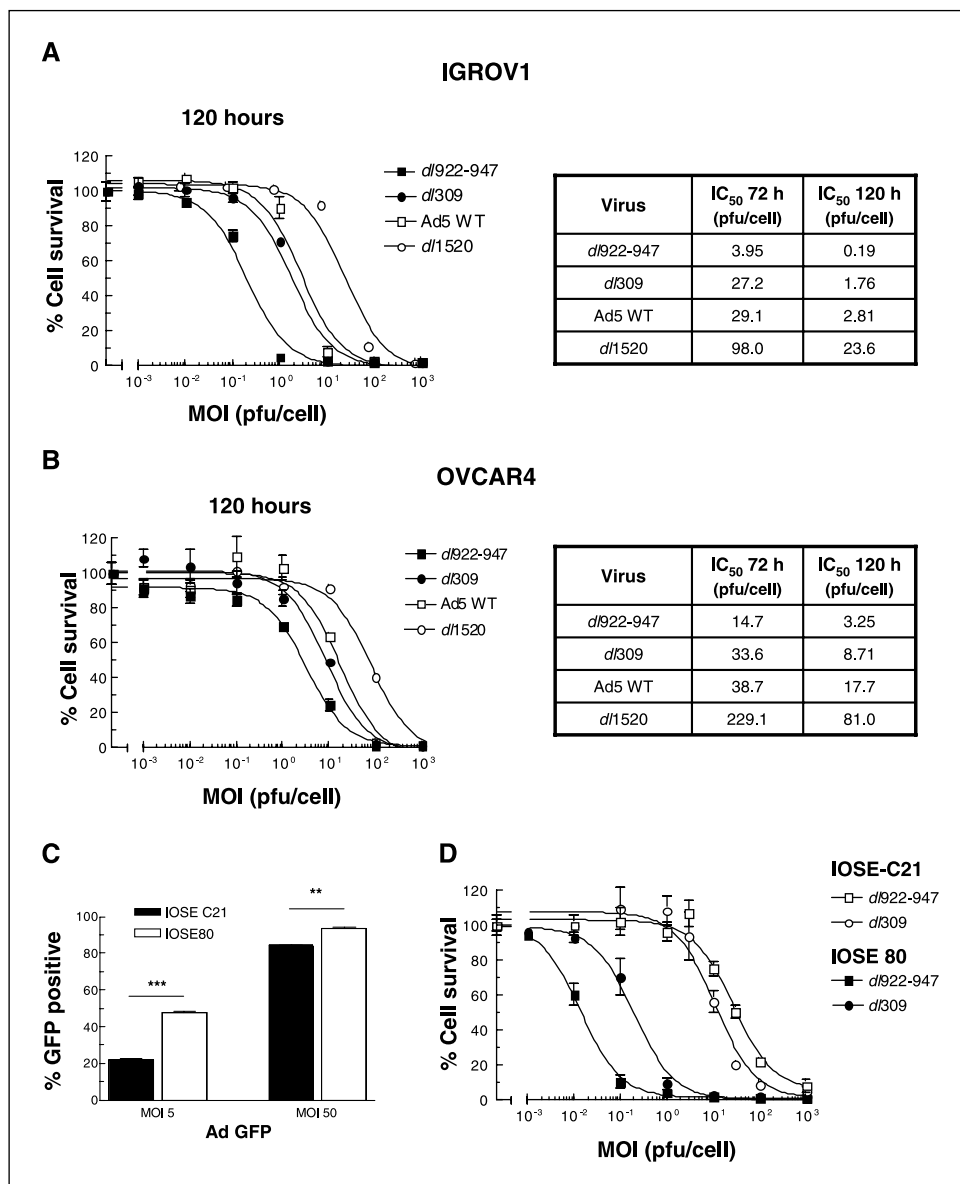 A
IGROV1
120 hours
% Cell survival
120
100
80
60
40
20
0
10⁻³ 10⁻² 10⁻¹ 10⁰ 10¹ 10² 10³
MOI (pfu/cell)
dl922-947
dl309
Ad5 WT
dl1520
Virus IC₅₀ 72 h (pfu/cell) IC₅₀ 120 h (pfu/cell)
dl922-947 3.95 0.19
dl309 27.2 1.76
Ad5 WT 29.1 2.81
dl1520 98.0 23.6
B
OVCAR4
120 hours
% Cell survival
120
100
80
60
40
20
0
10⁻³ 10⁻² 10⁻¹ 10⁰ 10¹ 10² 10³
MOI (pfu/cell)
dl922-947
dl309
Ad5 WT
dl1520
Virus IC₅₀ 72 h (pfu/cell) IC₅₀ 120 h (pfu/cell)
dl922-947 14.7 3.25
dl309 33.6 8.71
Ad5 WT 38.7 17.7
dl1520 229.1 81.0
C
% GFP positive
100
80
60
40
20
0
IOSE C21
IOSE80
***
**
MOI 5 MOI 50
Ad GFP
D
% Cell survival
120
100
80
60
40
20
0
10⁻³ 10⁻² 10⁻¹ 10⁰ 10¹ 10² 10³
MOI (pfu/cell)
IOSE-C21
dl922-947
dl309
IOSE 80
dl922-947
dl309